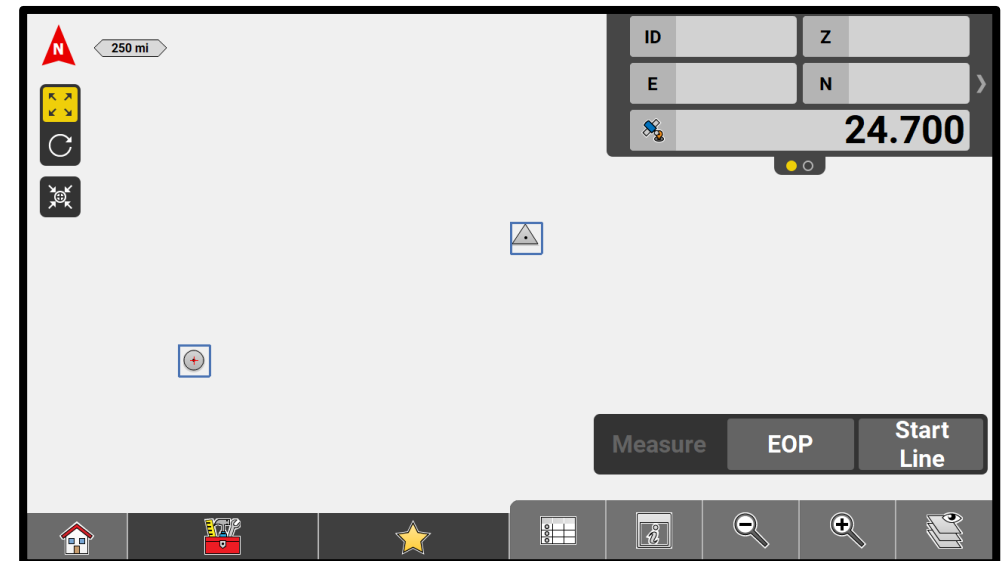 N
250 mi
ID
Z
E
N
24.700
Measure
EOP
Start
Line